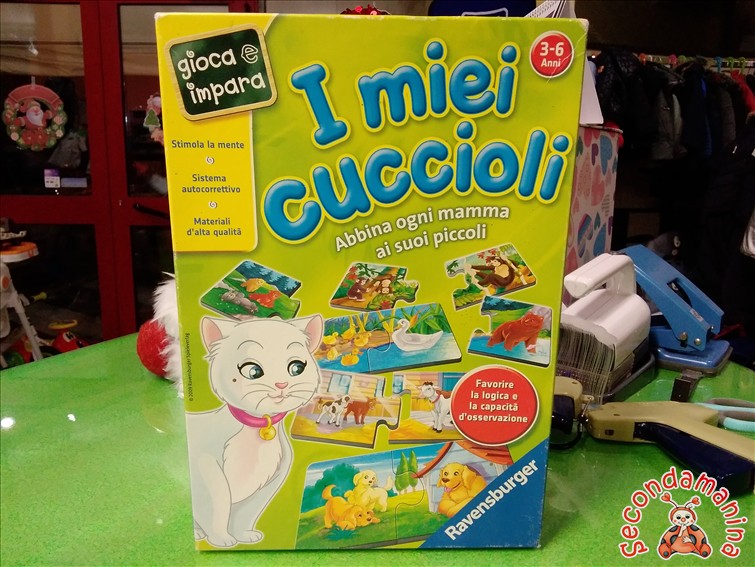 gioca e
impara
3-6
Anni
I miei
cuccioli
Abbina ogni mamma
ai suoi piccoli
Stimola la mente
Sistema
autocorrettivo
Materiali
d'alta qualità
Favorire
la logica e
la capacità
d'osservazione
Ravensburger
secondamanina